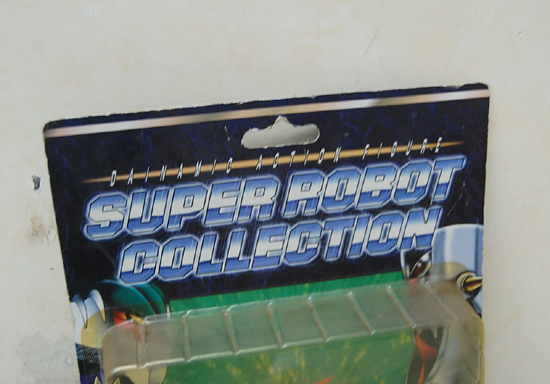 DAINAMIC ACTION FIGURE
SUPER ROBOT
COLLECTION